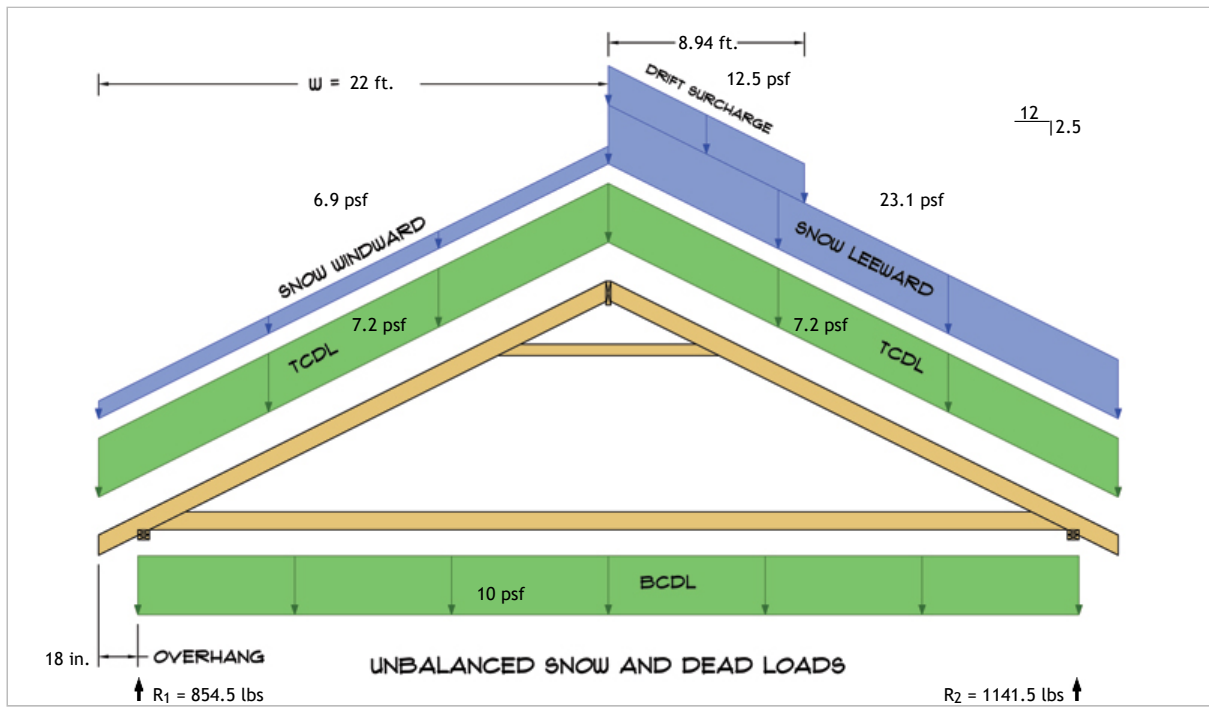 8.94 ft.
W = 22 ft.
DRIFT SURCHARGE
12.5 psf
12
2.5
6.9 psf
23.1 psf
SNOW WINDWARD
SNOW LEEWARD
7.2 psf
7.2 psf
TCDL
TCDL
10 psf
BCDL
18 in.
OVERHANG
UNBALANCED SNOW AND DEAD LOADS
R1 = 854.5 lbs
R2 = 1141.5 lbs